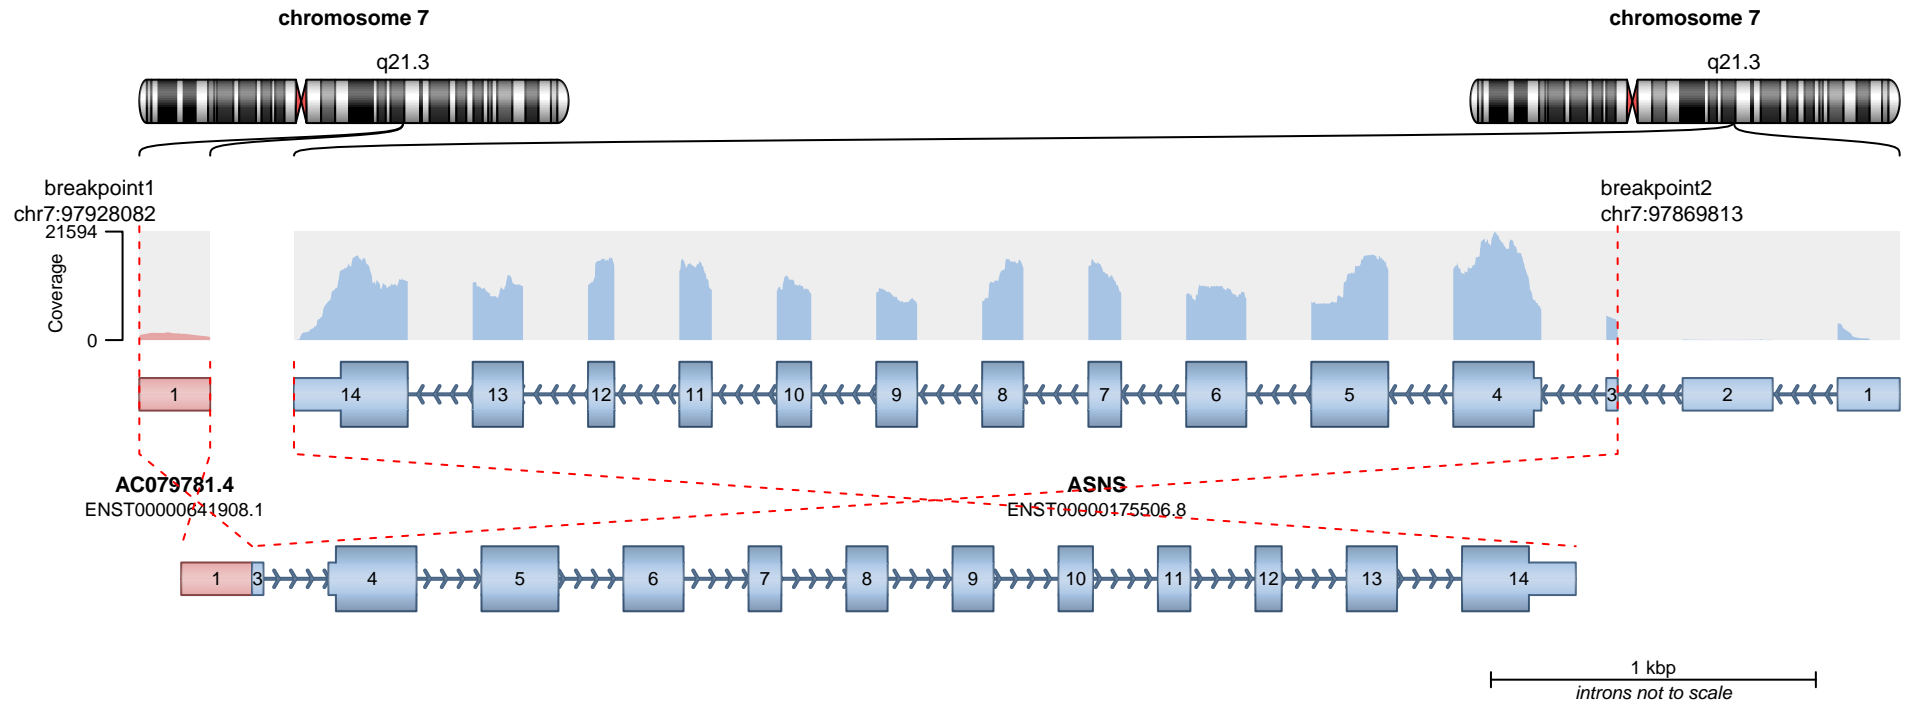 chromosome 7
chromosome 7
q21.3
q21.3
breakpoint1
chr7:97928082
breakpoint2
chr7:97869813
21594
Coverage
0
1
14
13
12
11
10
9
8
7
6
5
4
3
2
1
AC079781.4
ENST00000641908.1
ASNS
ENST00000175506.8
1
3
4
5
6
7
8
9
10
11
12
13
14
1 kbp
introns not to scale